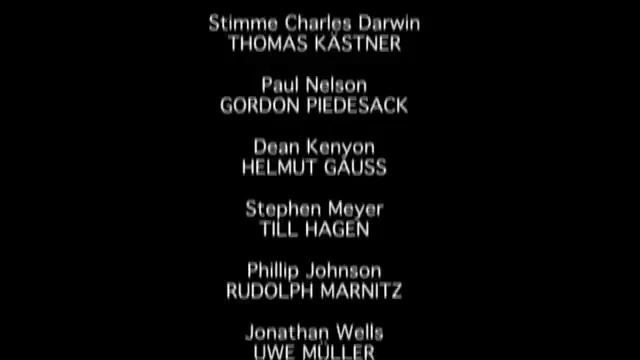 Stimme Charles Darwin
THOMAS KÄSTNER
Paul Nelson
GORDON PIEDESACK
Dean Kenyon
HELMUT GAUSS
Stephen Meyer
TILL HAGEN
Phillip Johnson
RUDOLPH MARNITZ
Jonathan Wells
UWE MÜLLER